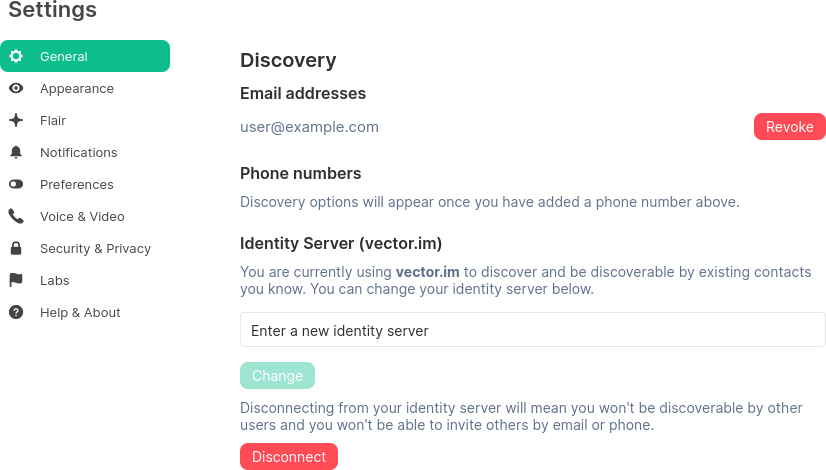 Settings
General
Appearance
Flair
Notifications
Preferences
Voice & Video
Security & Privacy
Labs
Help & About
Discovery
Email addresses
user@example.com
Revoke
Phone numbers
Discovery options will appear once you have added a phone number above.
Identity Server (vector.im)
You are currently using vector.im to discover and be discoverable by existing contacts
you know. You can change your identity server below.
Enter a new identity server
Change
Disconnecting from your identity server will mean you won't be discoverable by other
users and you won't be able to invite others by email or phone.
Disconnect